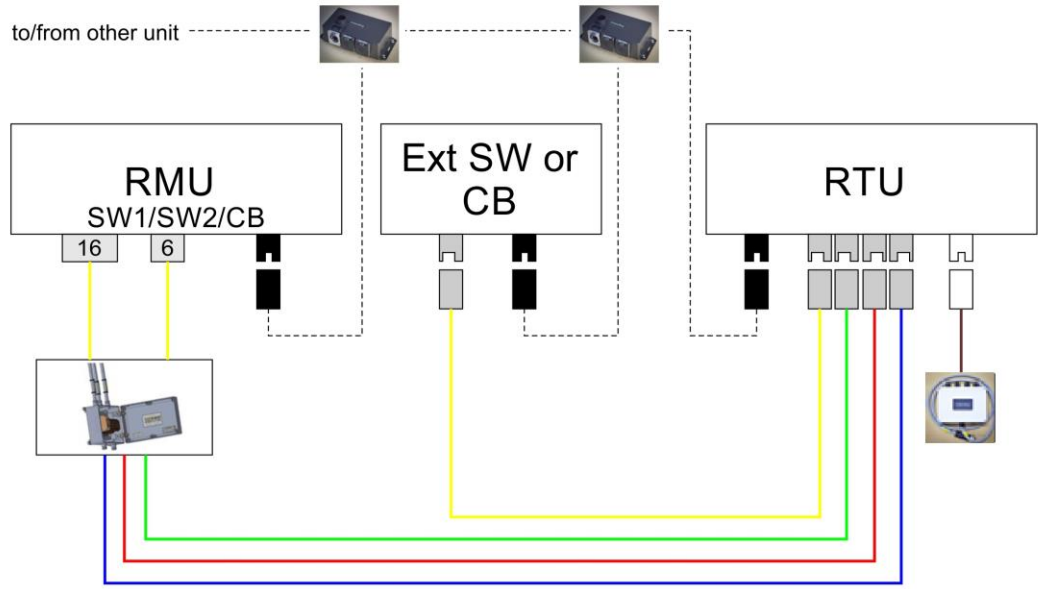 to/from other unit
RMU
SW1/SW2/CB
16
6
Ext SW or
CB
RTU